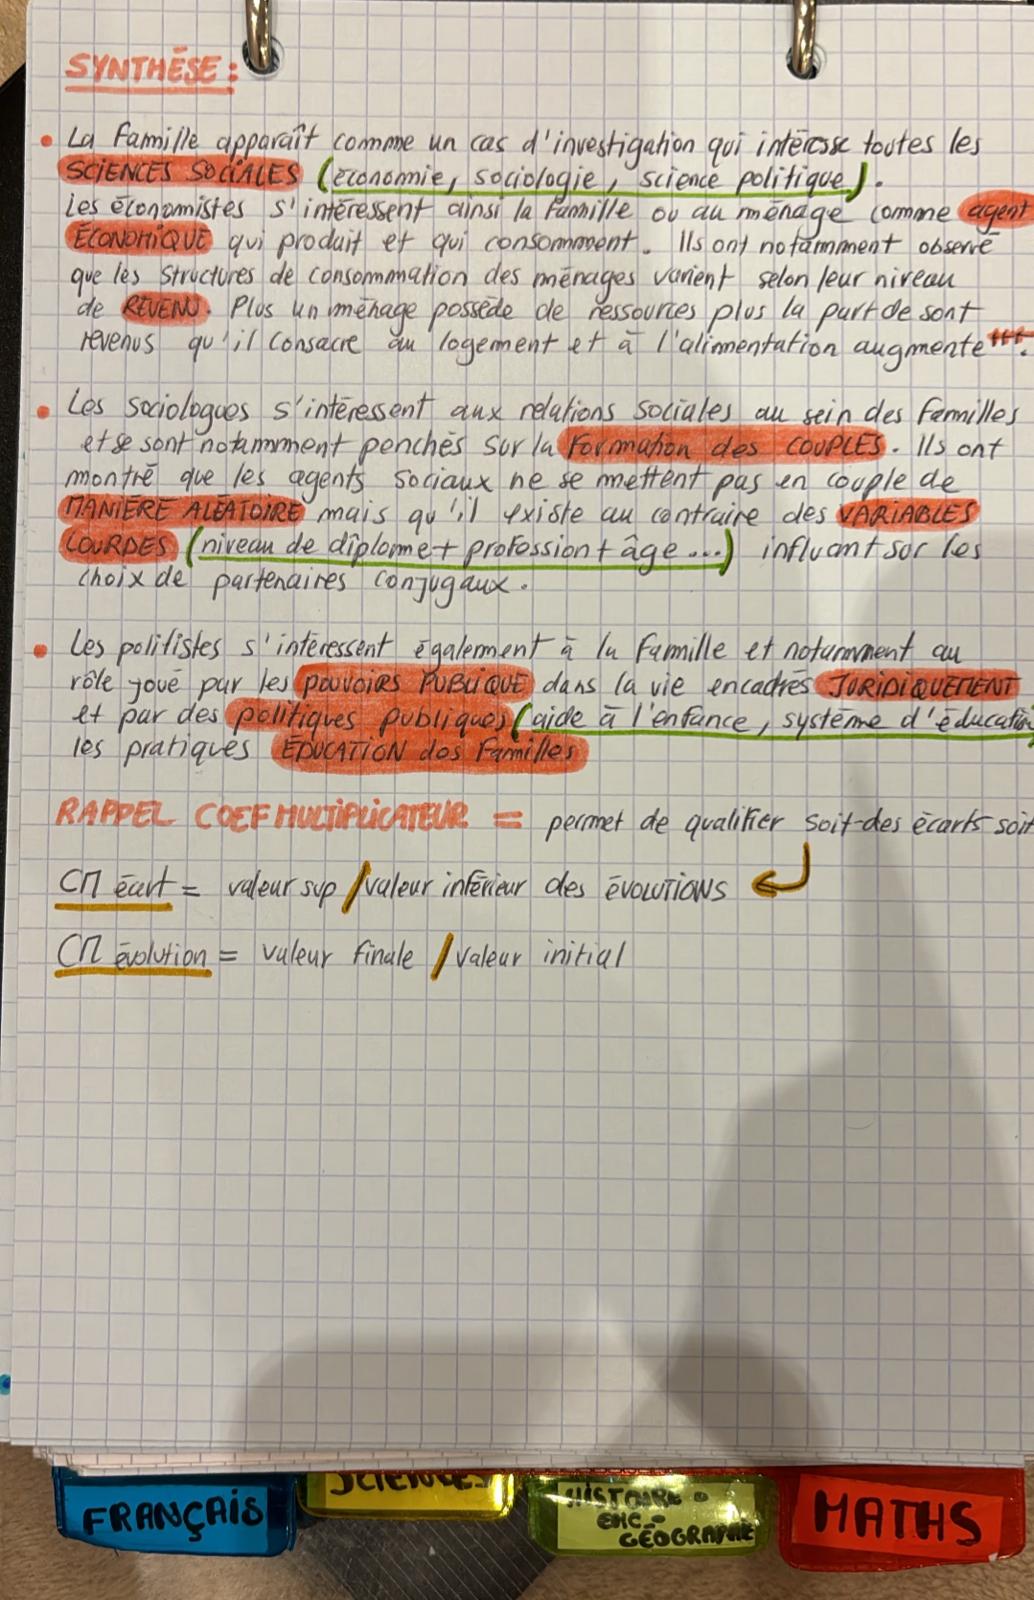 SYNTHÉSE :
• La famille apparaît comme un cas d'investigation qui intéresse toutes les
SCIENCES SOCIALES (économie, sociologie, science politique).
Les économistes s'intéressent ainsi la famille ou au ménage comme agent
ÉCONOMIQUE qui produit et qui consomment. Ils ont notamment observé
que les structures de consommation des ménages varient selon leur niveau
de REVENU. Plus un ménage possède de ressources plus la part de sont
revenus qu'il consacre au logement et à l'alimentation augmente.
• Les sociologues s'intéressent aux relations sociales au sein des familles
et se sont notammment penchés sur la formation des COUPLES. Ils ont
montré que les agents sociaux ne se mettent pas en couple de
MANIÈRE ALÉATOIRE mais qu'il existe au contraire des VARIABLES
LOURDES (niveau de diplome + profession + âge ...) influant sur les
choix de partenaires conjugaux.
• Les politistes s'intéressent également à la famille et notamment au
rôle joué par les pouvoirs PUBLIQUE dans la vie encadrés JURIDIQUEMENT
et par des politiques publiques (aide à l'enfance, système d'éducation)
les pratiques ÉDUCATION des familles
RAPPEL COEF MULTIPLICATEUR = permet de qualifier soit des écarts soit
CM écart = valeur sup / valeur inférieur des ÉVOLUTIONS
CM évolution = valeur finale / valeur initial
FRANÇAIS
SCIENCES
HISTOIRE -
EMC -
GÉOGRAPHIE
MATHS